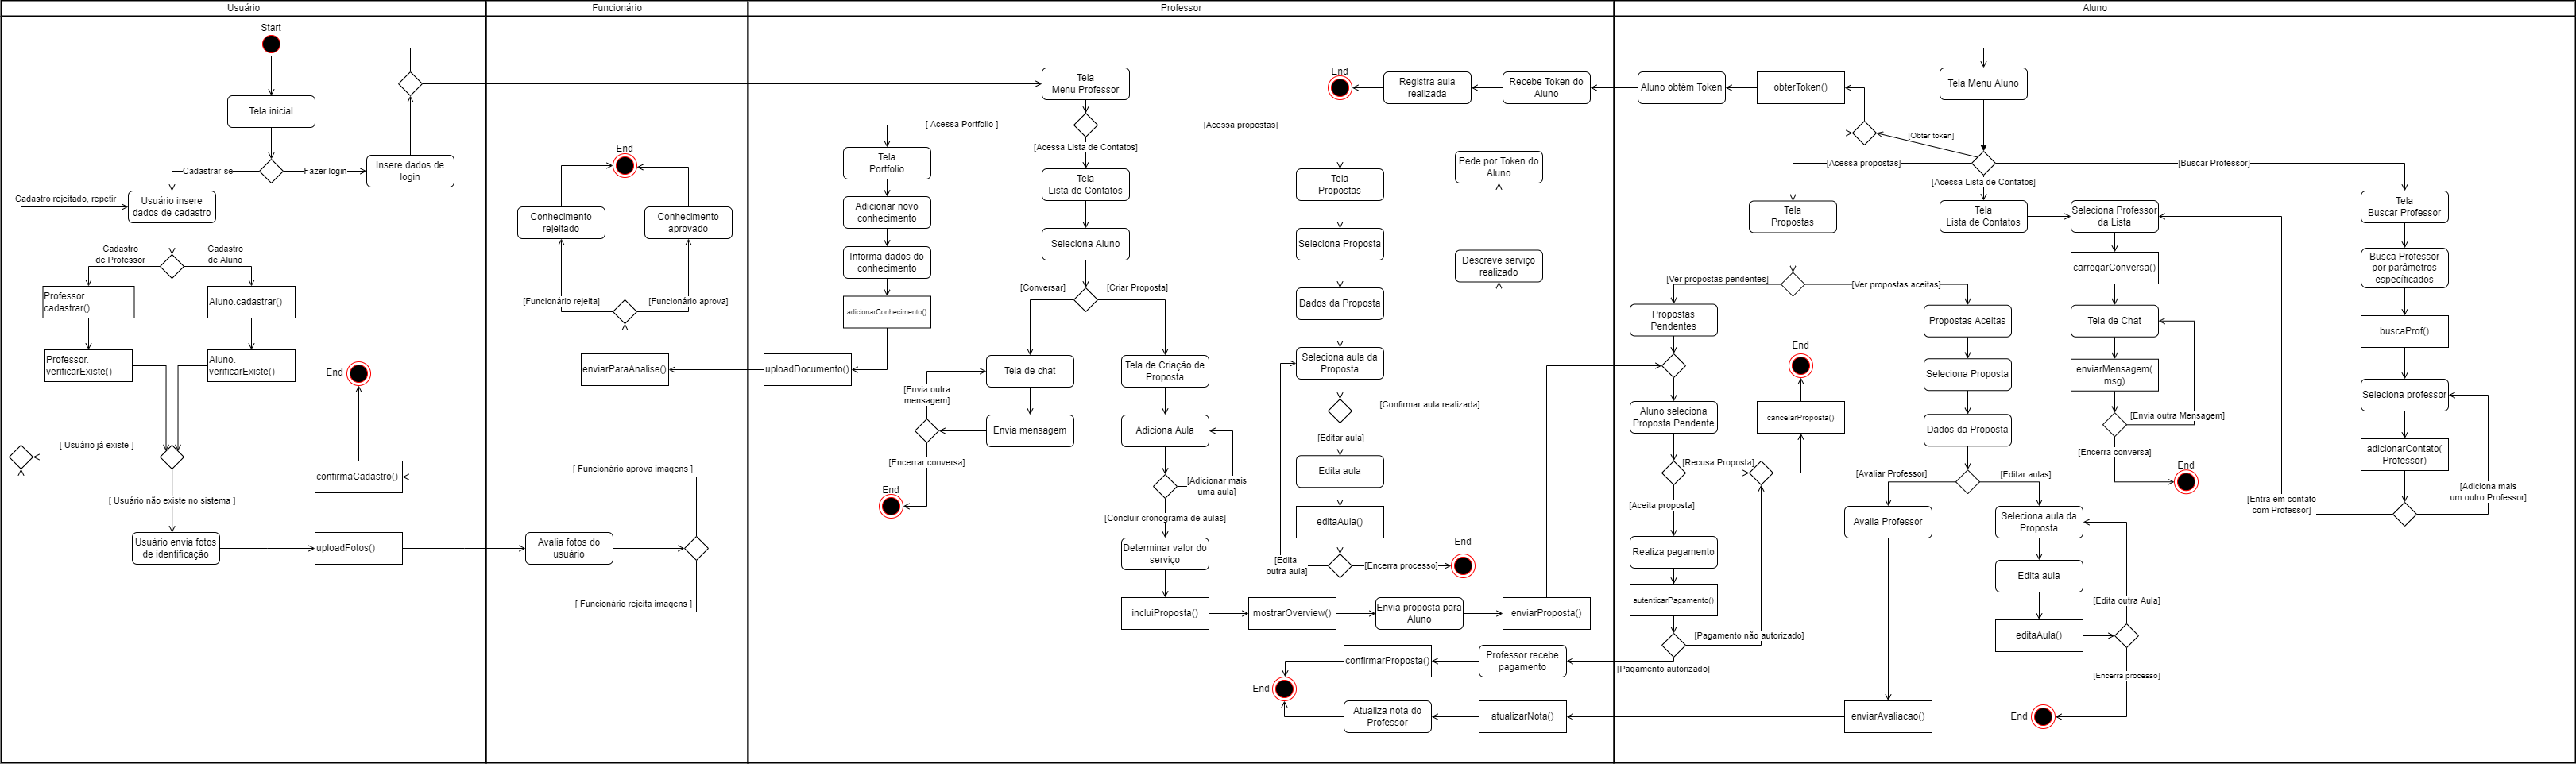 Usuário
Funcionário
Professor
Aluno
Start
Tela inicial
Cadastrar-se
Fazer login
Insere dados de
login
Cadastro rejeitado, repetir
Usuário insere
dados de cadastro
Cadastro
de Professor
Cadastro
de Aluno
Professor.
cadastrar()
Aluno.cadastrar()
Professor.
verificarExiste()
Aluno.
verificarExiste()
End
[ Usuário já existe ]
[ Usuário não existe no sistema ]
confirmaCadastro()
Usuário envia fotos
de identificação
uploadFotos()
End
Conhecimento
rejeitado
Conhecimento
aprovado
[Funcionário rejeita]
[Funcionário aprova]
enviarParaAnalise()
[ Funcionário aprova imagens ]
Avalia fotos do
usuário
[ Funcionário rejeita imagens ]
Tela
Menu Professor
[ Acessa Portfolio ]
[Acessa Lista de Contatos]
[Acessa propostas]
Tela
Portfolio
Adicionar novo
conhecimento
Informa dados do
conhecimento
adicionarConhecimento()
uploadDocumento()
Tela
Lista de Contatos
Seleciona Aluno
[Conversar]
[Criar Proposta]
Tela de chat
[Envia outra
mensagem]
Envia mensagem
[Encerrar conversa]
End
Tela de Criação de
Proposta
Adiciona Aula
[Adicionar mais
uma aula]
[Concluir cronograma de aulas]
Determinar valor do
serviço
incluiProposta()
mostrarOverview()
Envia proposta para
Aluno
enviarProposta()
End
Registra aula
realizada
Recebe Token do
Aluno
Tela
Propostas
Seleciona Proposta
Dados da Proposta
Seleciona aula da
Proposta
[Confirmar aula realizada]
[Editar aula]
Edita aula
editaAula()
[Edita
outra aula]
[Encerra processo]
End
Pede por Token do
Aluno
Descreve serviço
realizado
confirmarProposta()
Professor recebe
pagamento
End
Atualiza nota do
Professor
atualizarNota()
Aluno obtèm Token
obterToken()
Tela Menu Aluno
[Obter token]
[Acessa propostas]
[Acessa Lista de Contatos]
[Buscar Professor]
Tela
Propostas
[Ver propostas pendentes]
[Ver propostas aceitas]
Propostas
Pendentes
Aluno seleciona
Proposta Pendente
End
cancelarProposta()
[Recusa Proposta]
[Aceita proposta]
Realiza pagamento
autenticarPagamento()
[Pagamento não autorizado]
[Pagamento autorizado]
Propostas Aceitas
Seleciona Proposta
Dados da Proposta
[Avaliar Professor]
[Editar aulas]
Avalia Professor
enviarAvaliacao()
Seleciona aula da
Proposta
Edita aula
[Edita outra Aula]
editaAula()
[Encerra processo]
End
Tela
Lista de Contatos
Seleciona Professor
da Lista
carregarConversa()
Tela de Chat
enviarMensagem(
msg)
[Envia outra Mensagem]
[Encerra conversa]
End
Tela
Buscar Professor
Busca Professor
por parâmetros
específicados
buscaProf()
Seleciona professor
adicionarContato(
Professor)
[Entra em contato
com Professor]
[Adiciona mais
um outro Professor]